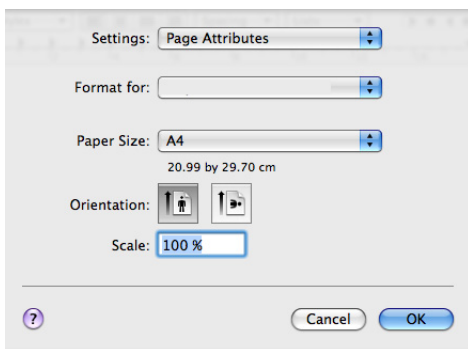 Settings: Page Attributes
Format for:
Paper Size: A4
20.99 by 29.70 cm
Orientation:
Scale: 100 %
? Cancel OK